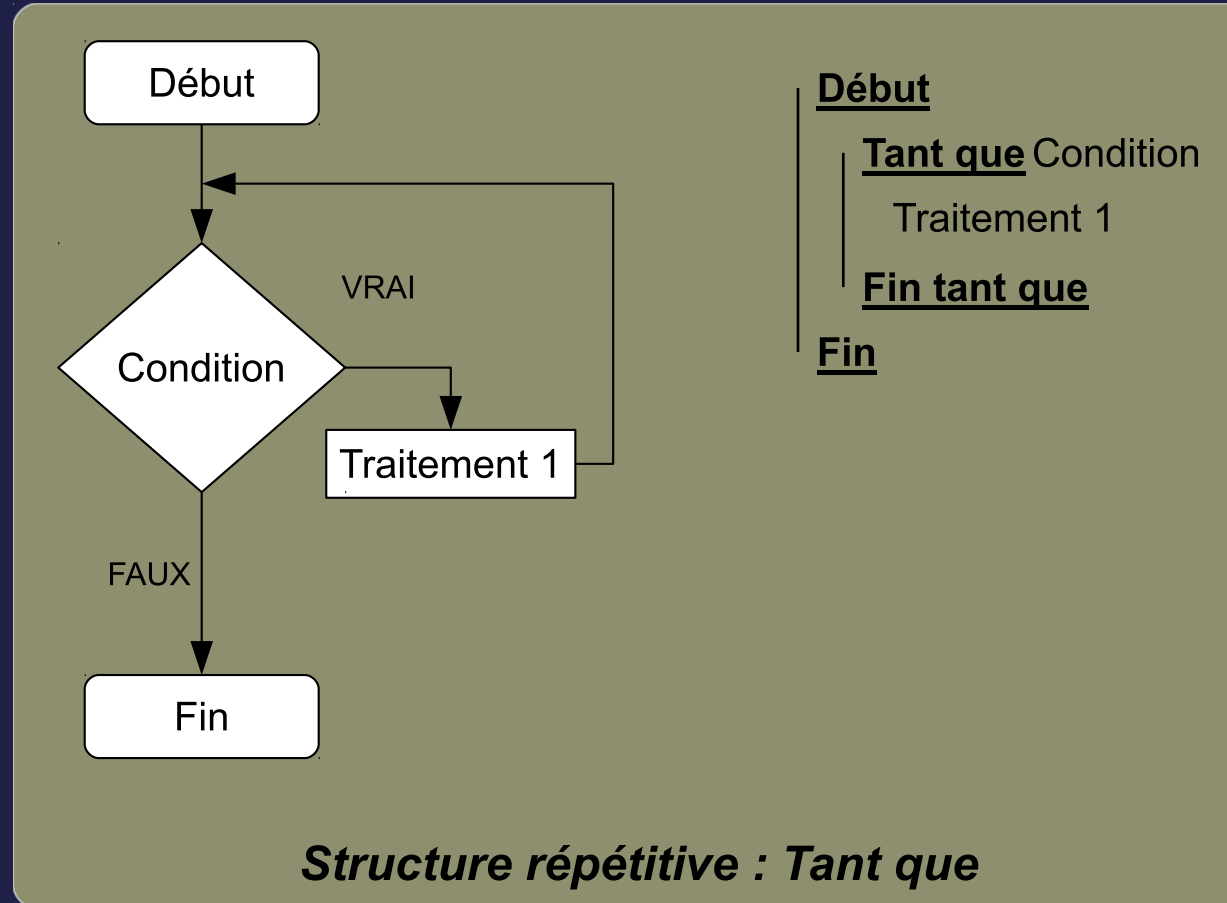 Début
VRAI
Condition
Traitement 1
FAUX
Fin
Début
Tant que Condition
Traitement 1
Fin tant que
Fin
Structure répétitive : Tant que